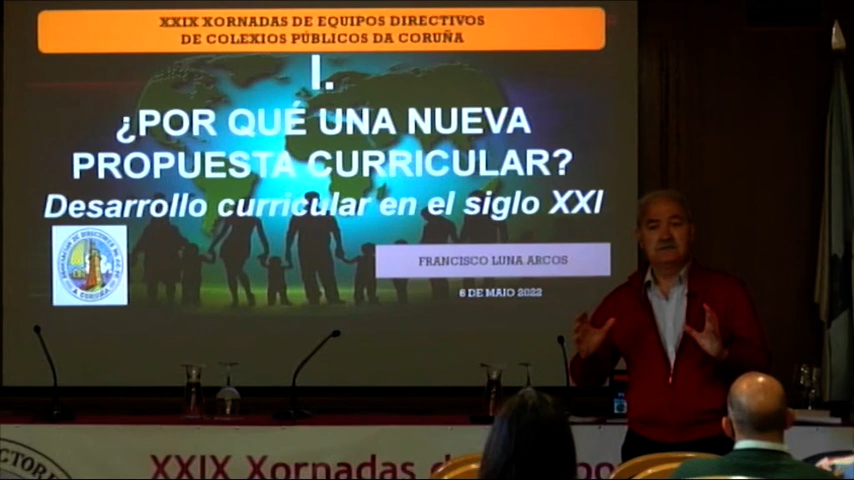 XXIX XORNADAS DE EQUIPOS DIRECTIVOS
DE COLEXIOS PÚBLICOS DA CORUÑA
I.
¿POR QUÉ UNA NUEVA
PROPUESTA CURRICULAR?
Desarrollo curricular en el siglo XXI
A CORUÑA
FRANCISCO LUNA ARCOS
6 DE MAIO 2022
XXIX Xornadas